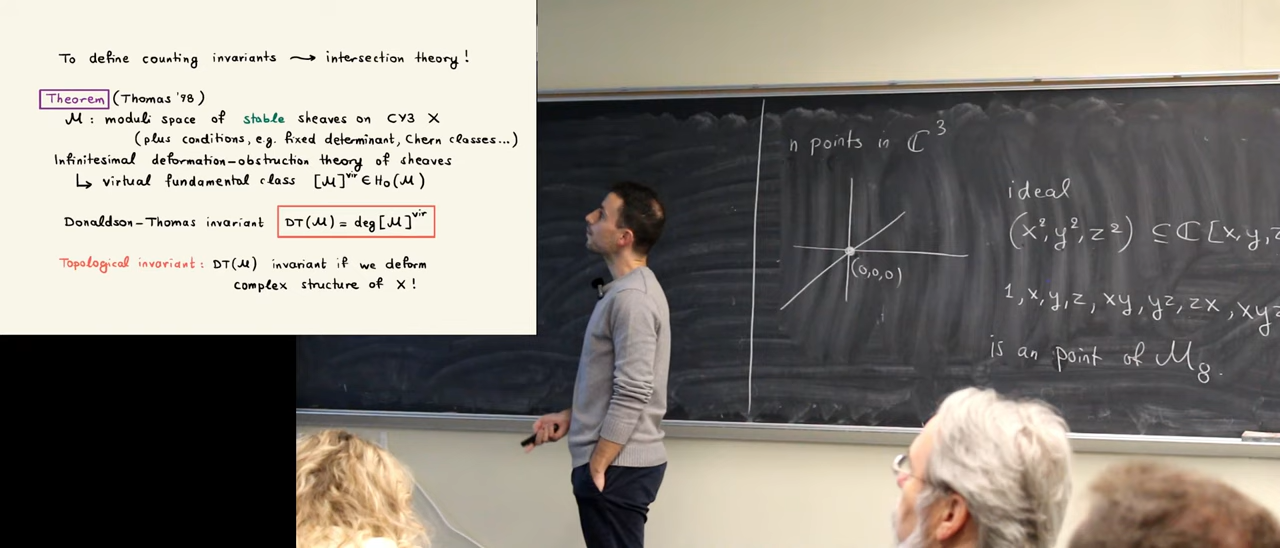 To define counting invariants ⟿ intersection theory!
Theorem (Thomas '98)
M: moduli space of stable sheaves on CY3 X
(plus conditions, e.g. fixed determinant, Chern classes...)
Infinitesimal deformation-obstruction theory of sheaves
↳ virtual fundamental class [M]^vir ∈ H₀(M)
Donaldson-Thomas invariant DT(M) = deg[M]^vir
Topological invariant: DT(M) invariant if we deform
complex structure of X!
n points in ℂ³
(0,0,0)
ideal
(x², y², z²) ⊆ ℂ[x,y,z
1, x, y, z, xy, yz, zx, xyz
is an point of M₈.